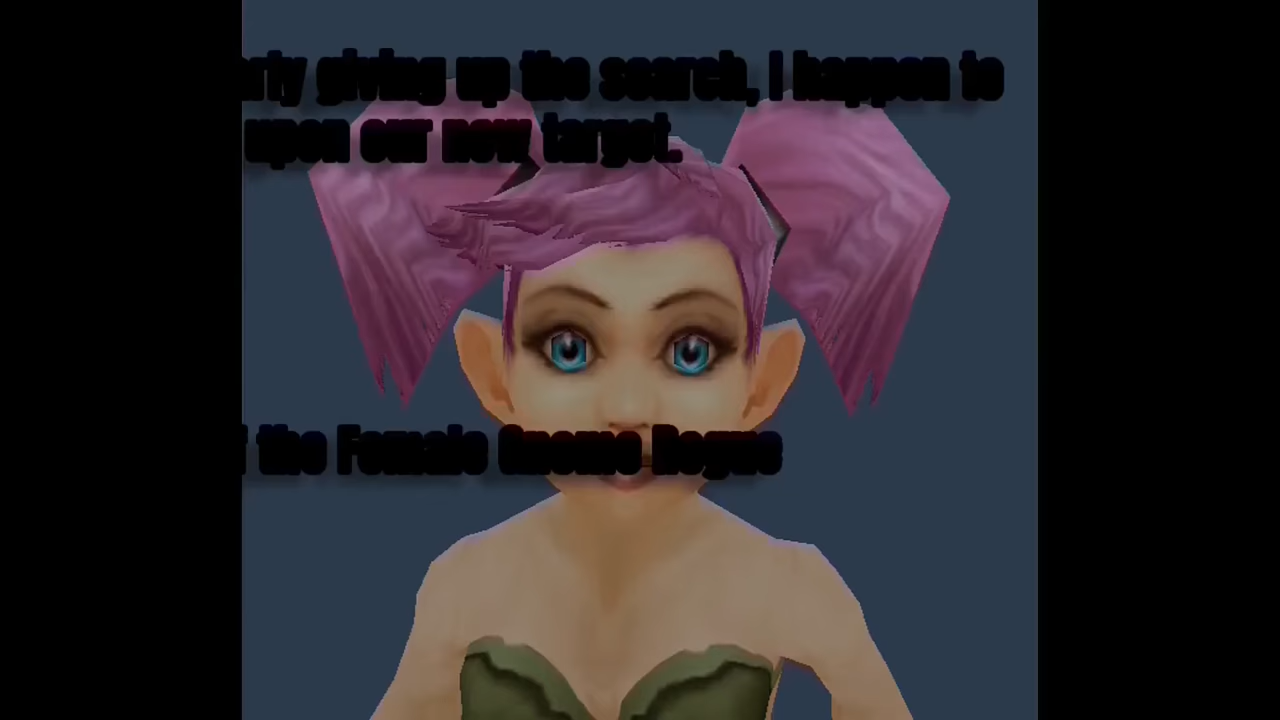 giving up the search, I happen to
upon our new target.
the Female Gnome Rogue